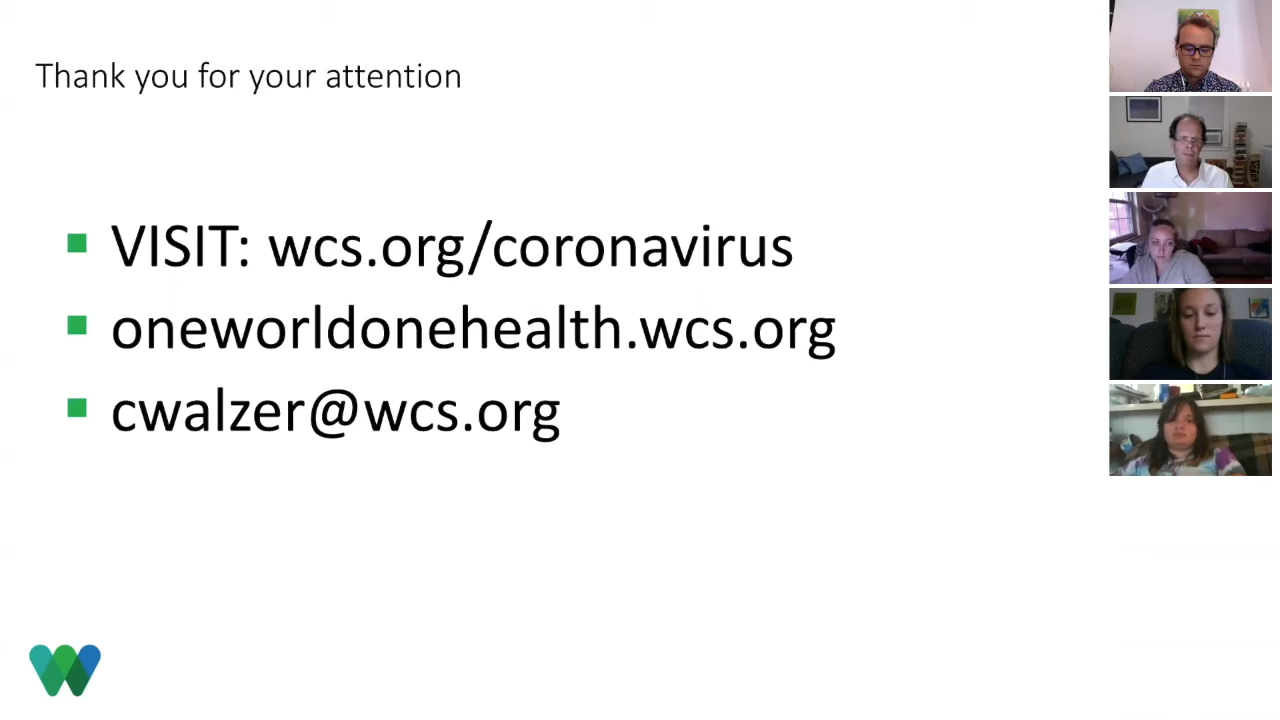 Thank you for your attention
VISIT: wcs.org/coronavirus
oneworldonehealth.wcs.org
cwalzer@wcs.org